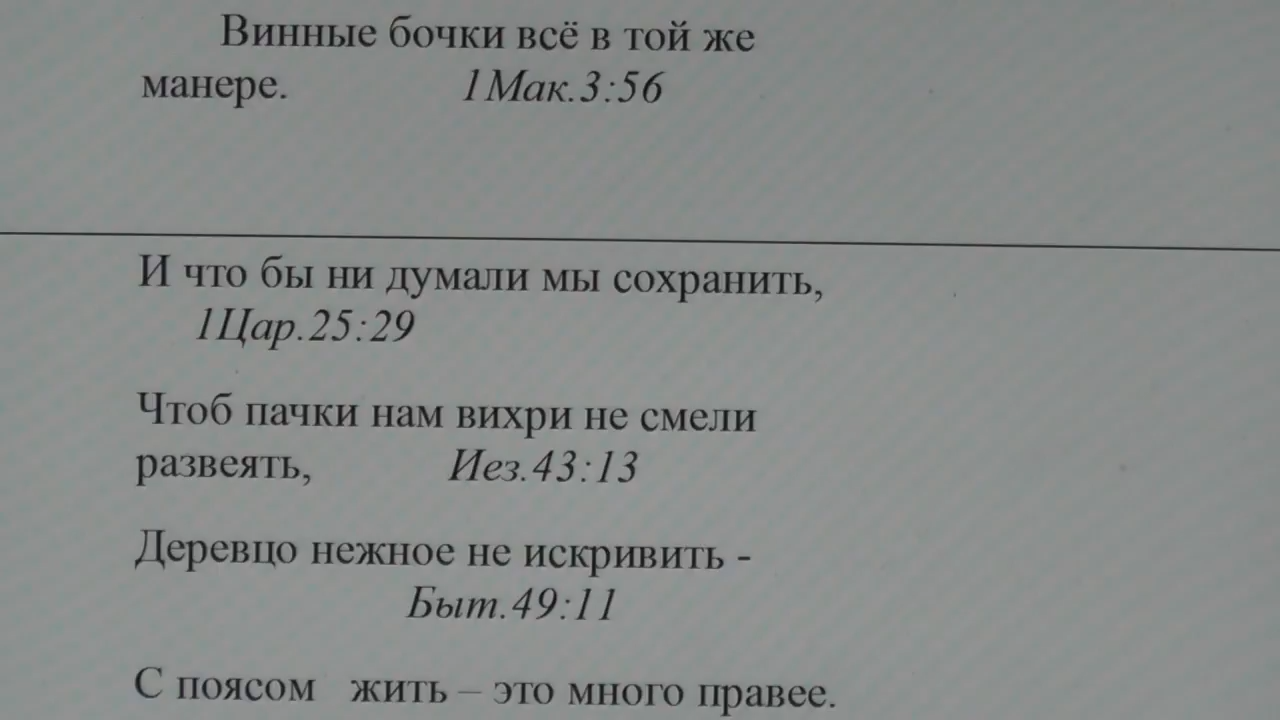 Винные бочки всё в той же
манере. 1Мак.3:56
И что бы ни думали мы сохранить,
1Цар.25:29
Чтоб пачки нам вихри не смели
развеять, Иез.43:13
Деревцо нежное не искривить -
Быт.49:11
С поясом жить – это много правее.